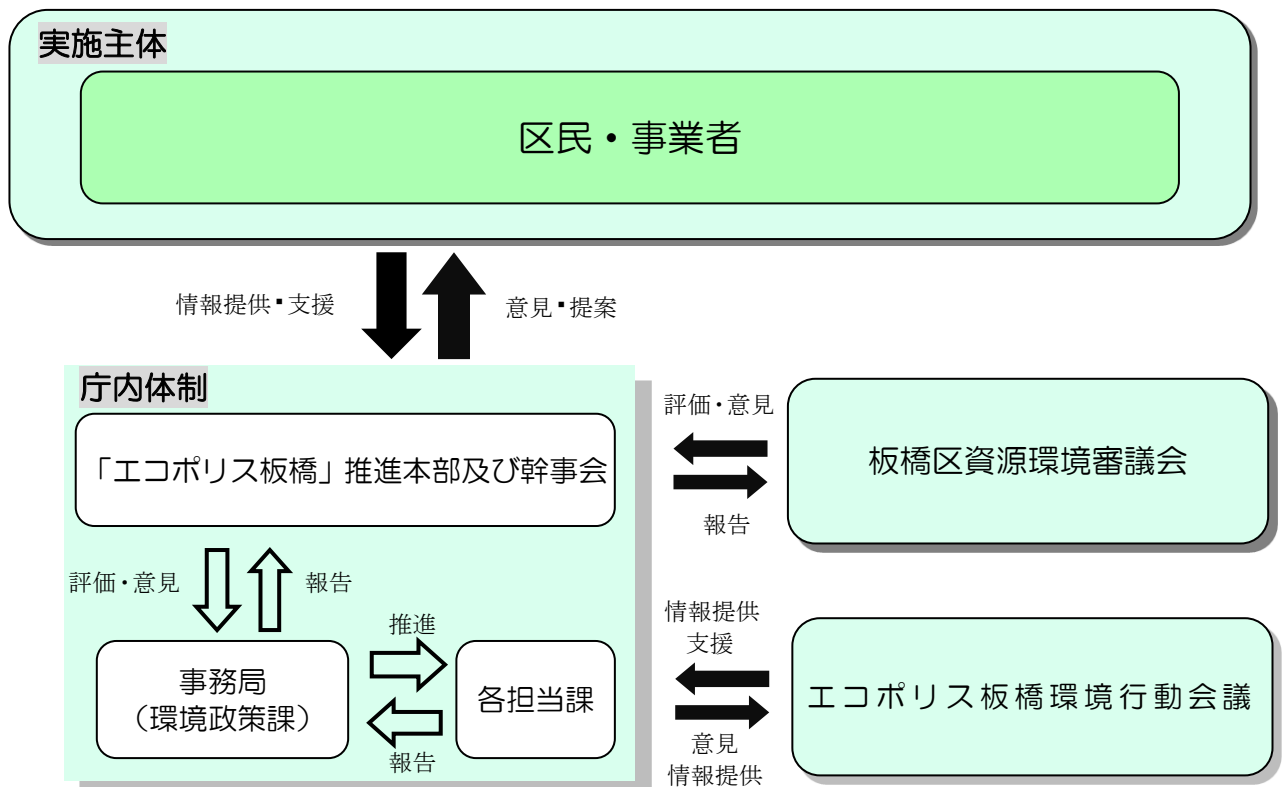 実施主体
区民・事業者
情報提供・支援
意見・提案
庁内体制
「エコポリス板橋」推進本部及び幹事会
評価・意見
報告
事務局
（環境政策課）
推進
報告
各担当課
評価・意見
報告
板橋区資源環境審議会
情報提供
支援
意見
情報提供
エコポリス板橋環境行動会議